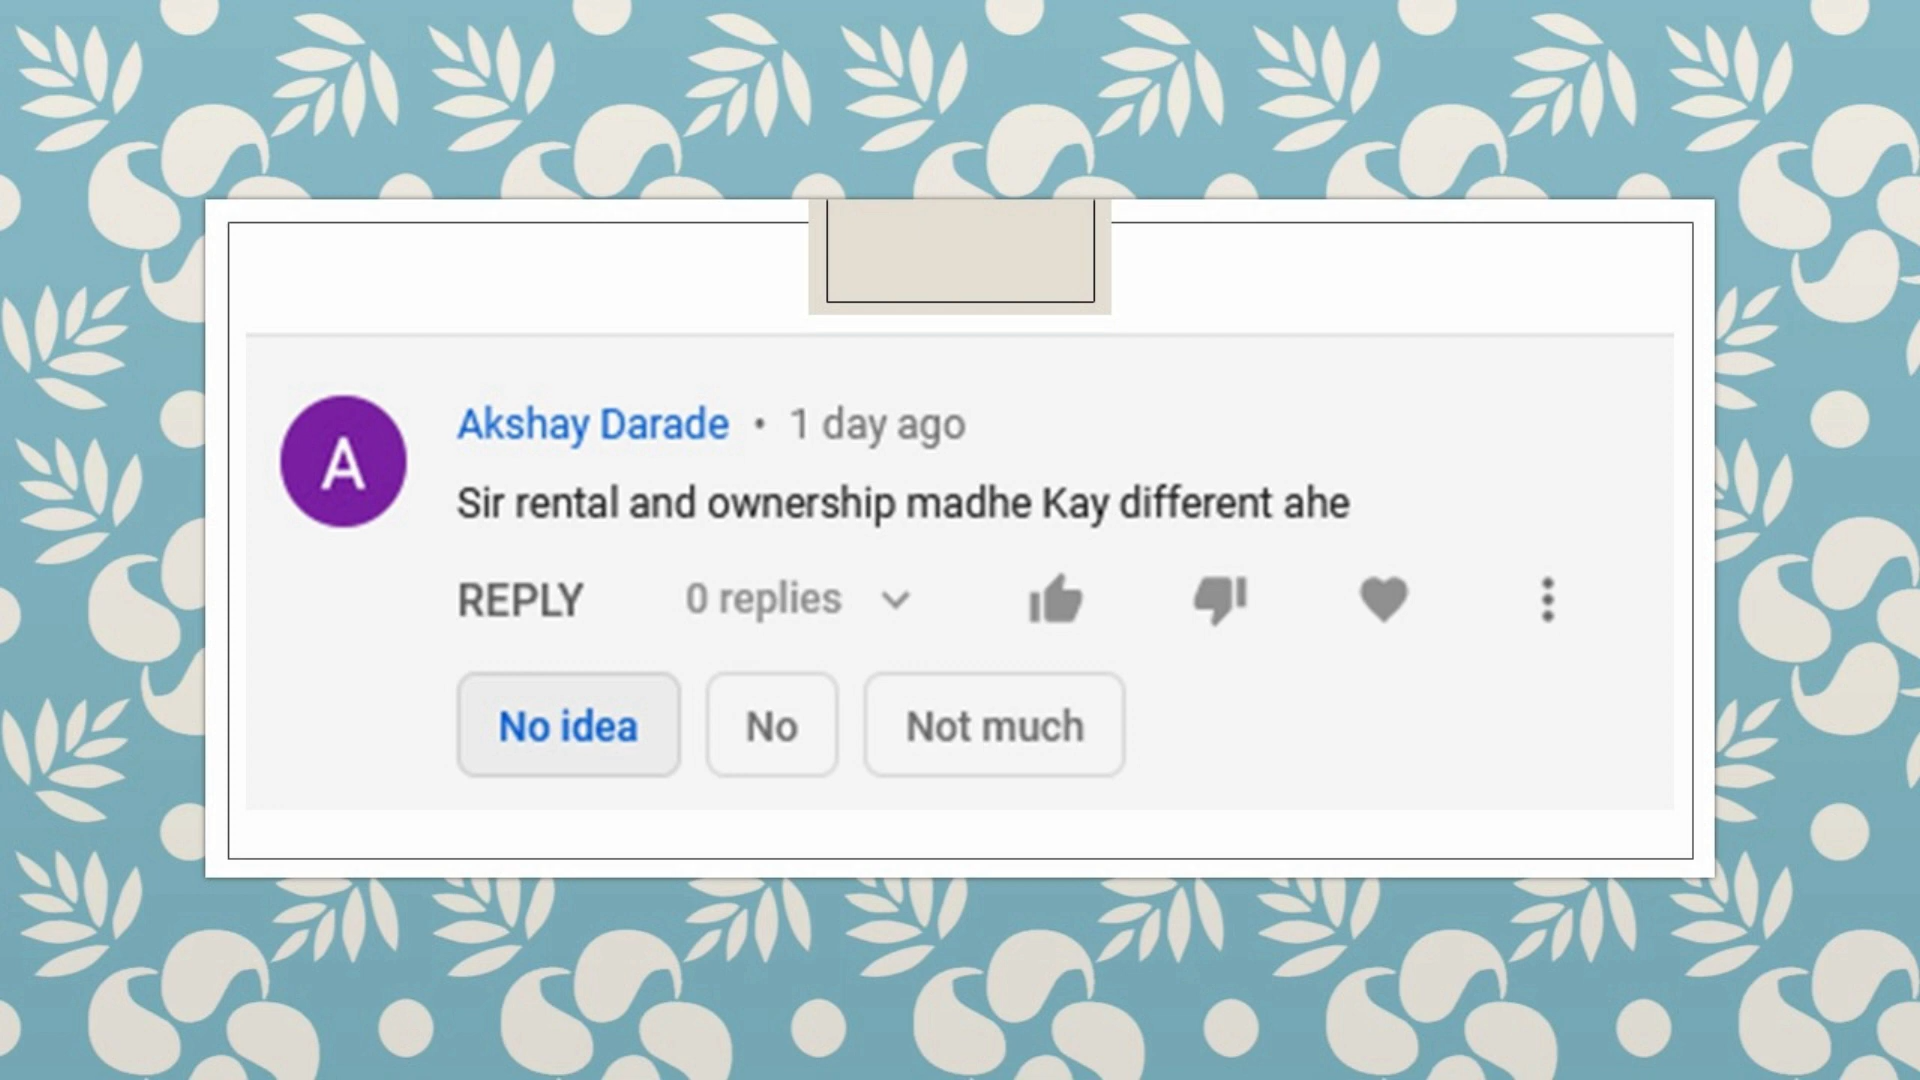 A
Akshay Darade • 1 day ago
Sir rental and ownership madhe Kay different ahe
REPLY 0 replies
No idea No Not much